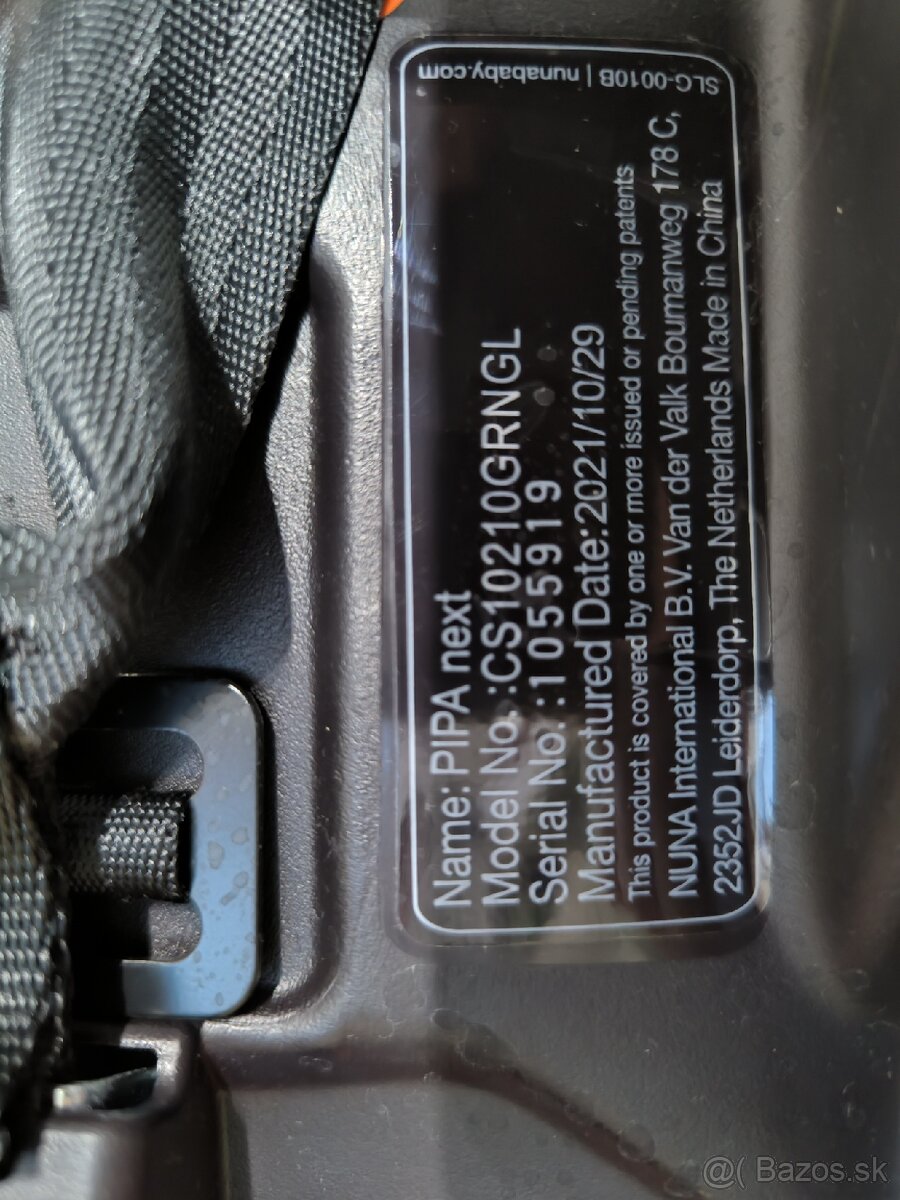 Name: PIPA next
Model No.:CS10210GRNGL
Serial No.:1055919
Manufactured Date:2021/10/29
This product is covered by one or more issued or pending patents
NUNA International B.V. Van der Valk Boumanweg 178 C,
2352JD Leiderdorp, The Netherlands Made in China
SLC-0010B | nunababy.com
@( Bazos.sk